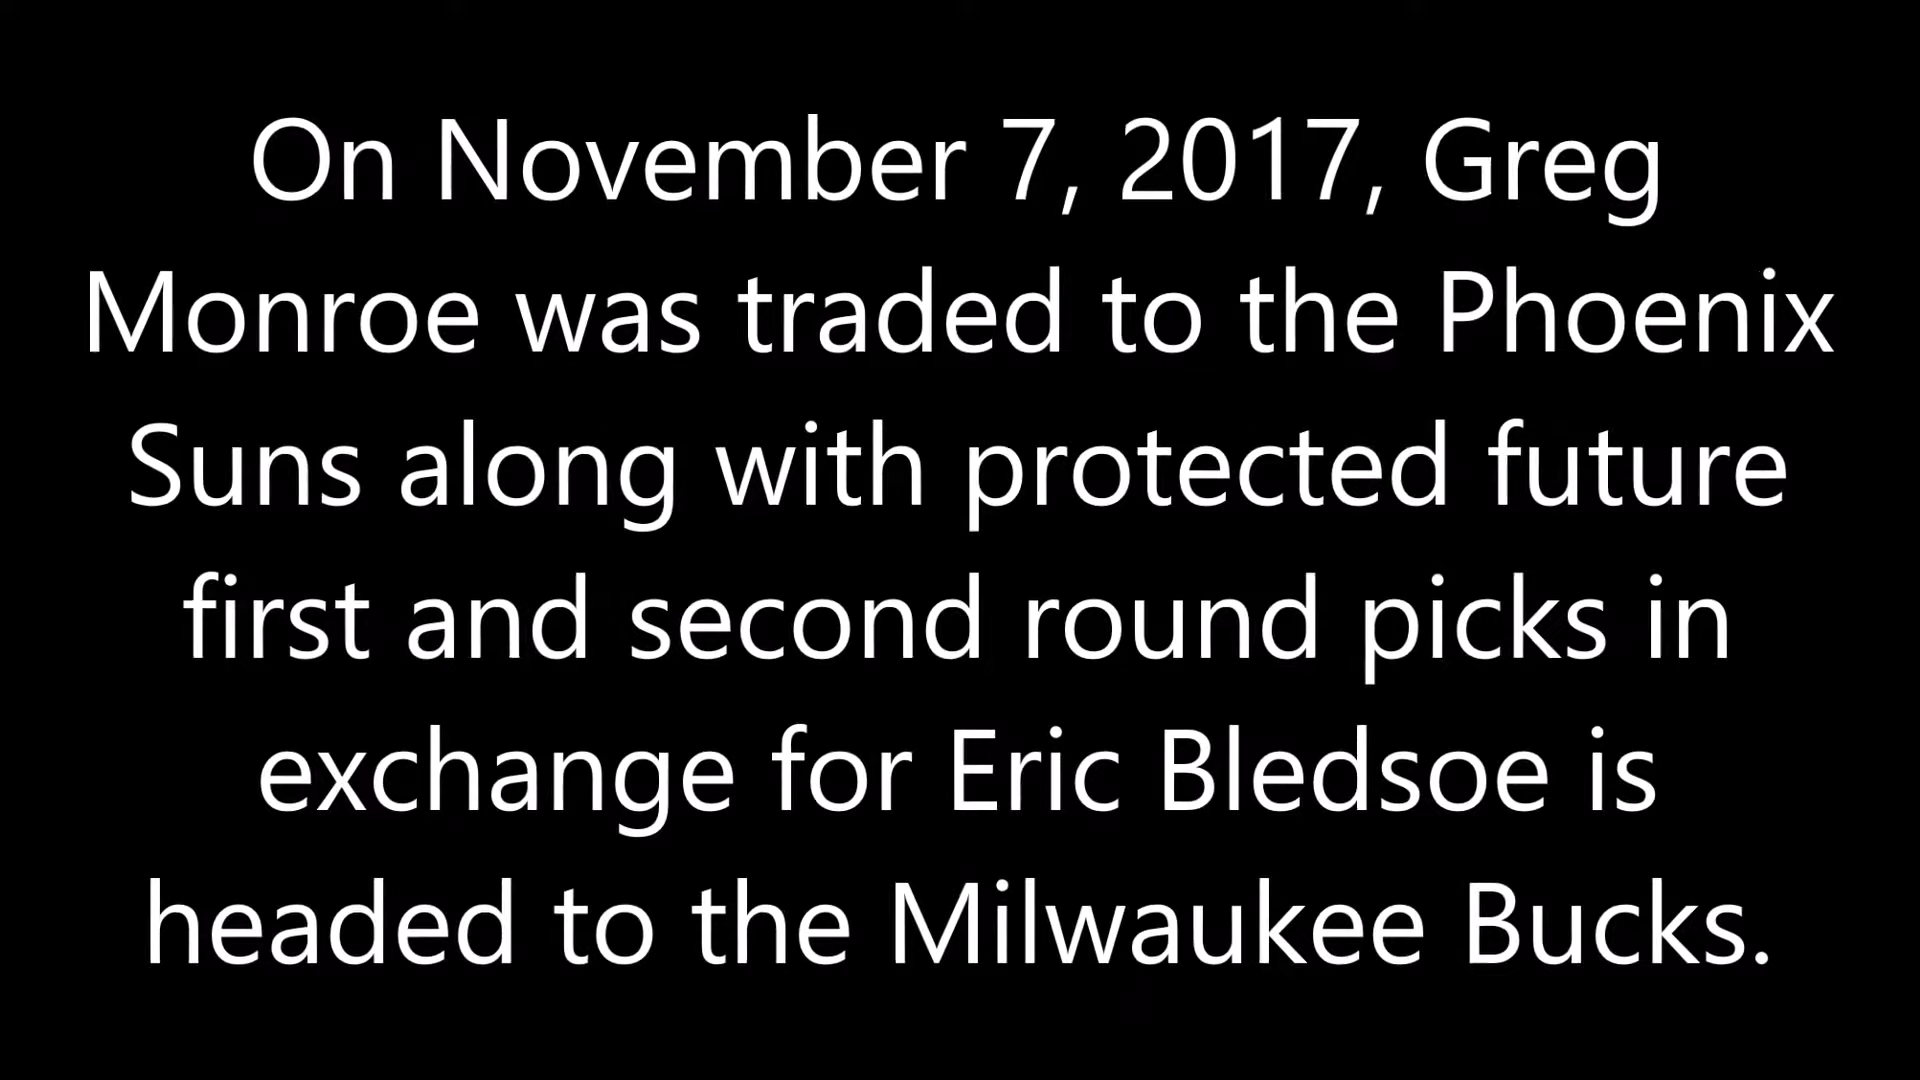 On November 7, 2017, Greg
Monroe was traded to the Phoenix
Suns along with protected future
first and second round picks in
exchange for Eric Bledsoe is
headed to the Milwaukee Bucks.